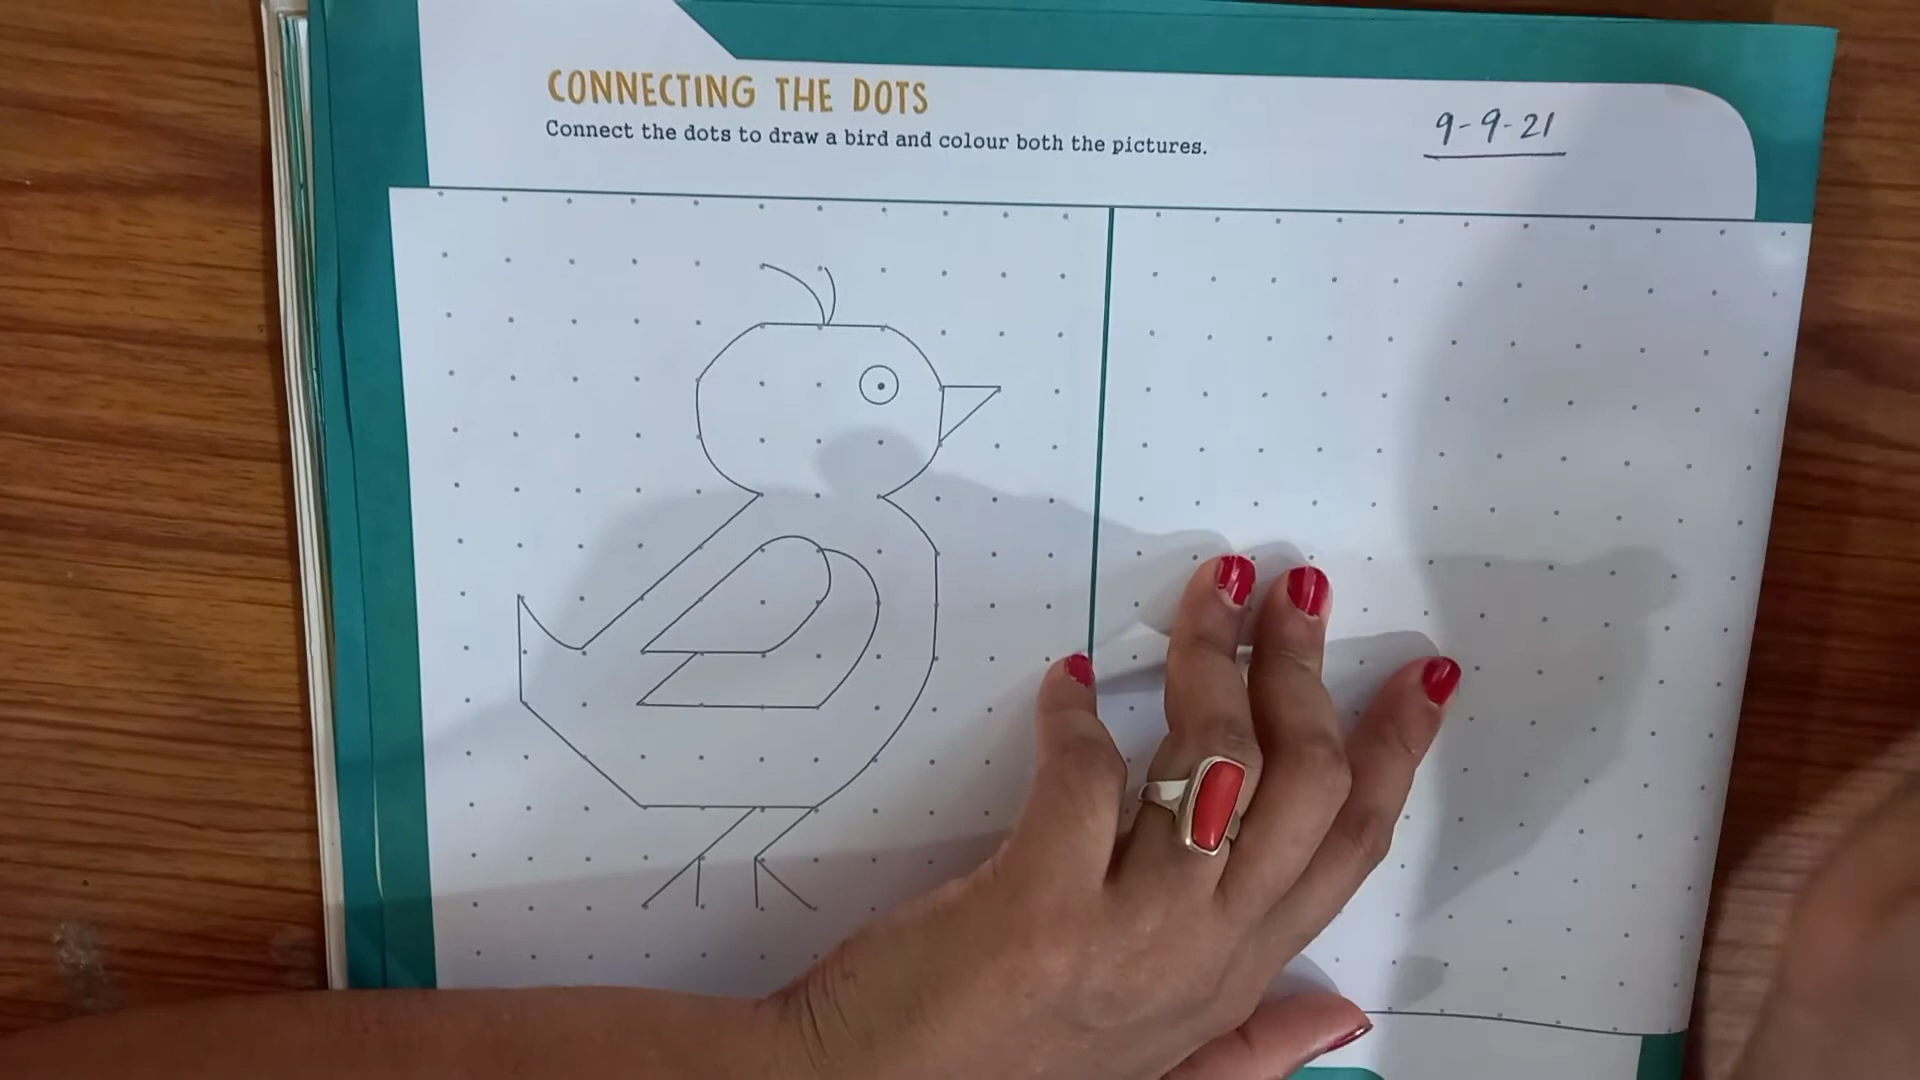 CONNECTING THE DOTS
Connect the dots to draw a bird and colour both the pictures.
9-9-21